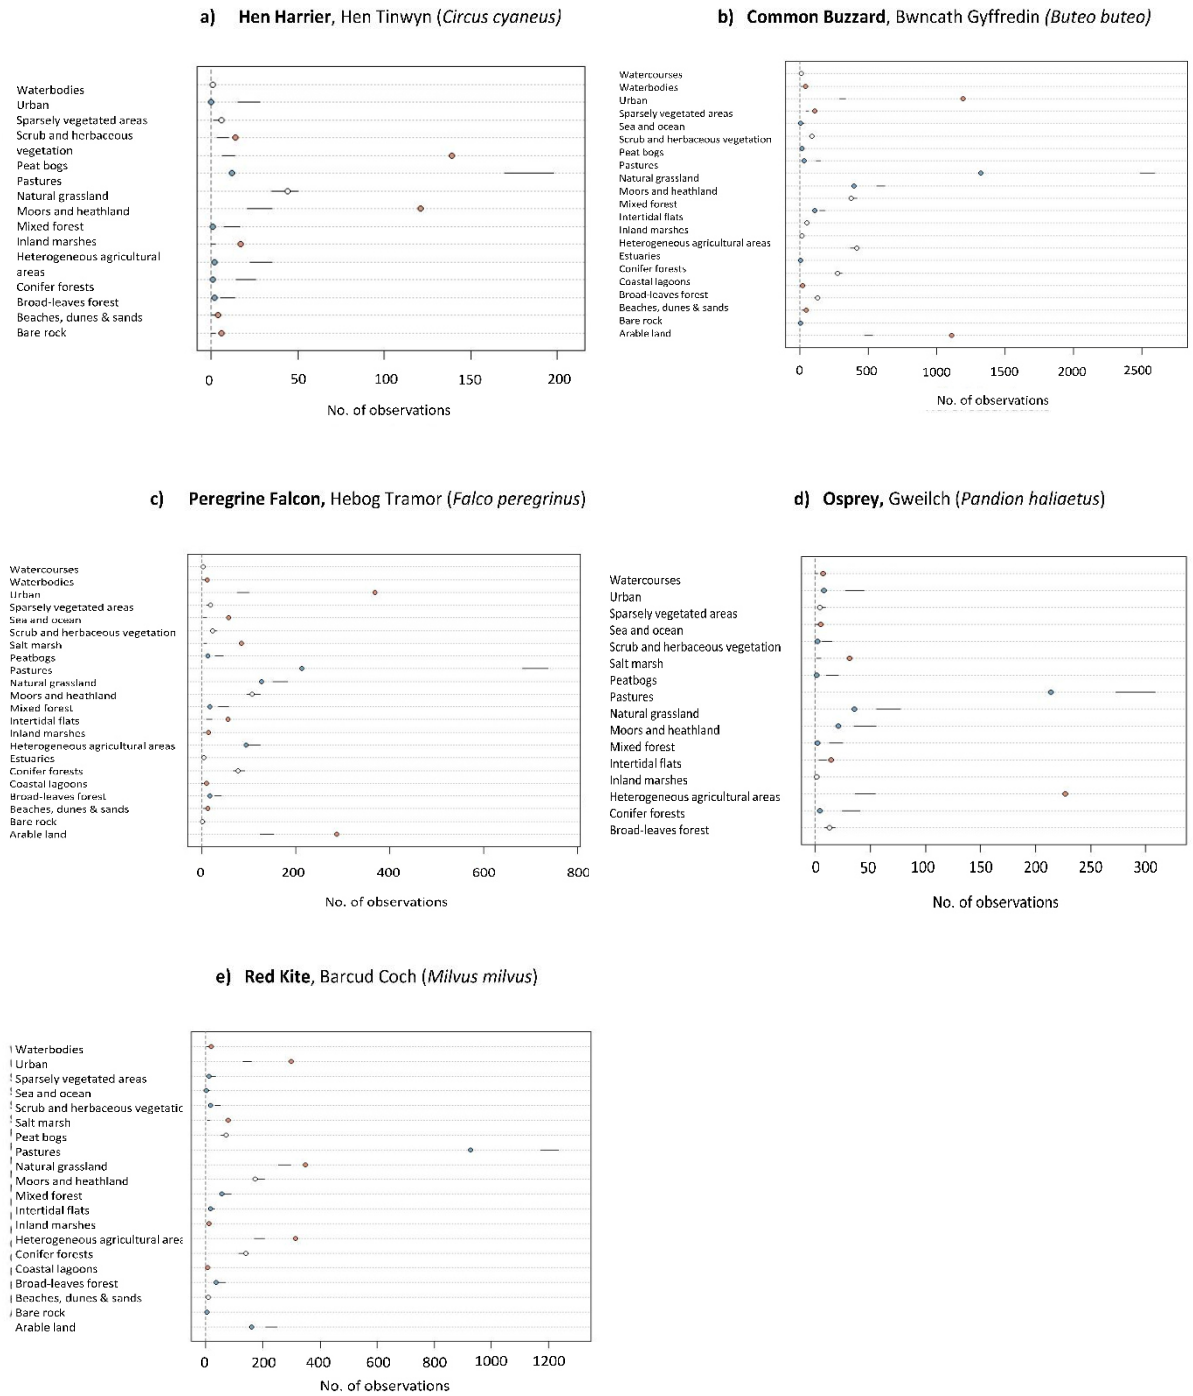 a) Hen Harrier, Hen Tinwyn (Circus cyaneus)
Waterbodies
Urban
Sparsely vegetated areas
Scrub and herbaceous
vegetation
Peat bogs
Pastures
Natural grassland
Moors and heathland
Mixed forest
Inland marshes
Heterogeneous agricultural
areas
Conifer forests
Broad-leaves forest
Beaches, dunes & sands
Bare rock
0 50 100 150 200
No. of observations
b) Common Buzzard, Bwncath Gyffredin (Buteo buteo)
Watercourses
Waterbodies
Urban
Sparsely vegetated areas
Sea and ocean
Scrub and herbaceous vegetation
Peat bogs
Pastures
Natural grassland
Moors and heathland
Mixed forest
Intertidal flats
Inland marshes
Heterogeneous agricultural areas
Estuaries
Conifer forests
Coastal lagoons
Broad-leaves forest
Beaches, dunes & sands
Bare rock
Arable land
0 500 1000 1500 2000 2500
No. of observations
c) Peregrine Falcon, Hebog Tramor (Falco peregrinus)
Watercourses
Waterbodies
Urban
Sparsely vegetated areas
Sea and ocean
Scrub and herbaceous vegetation
Salt marsh
Peatbogs
Pastures
Natural grassland
Moors and heathland
Mixed forest
Intertidal flats
Inland marshes
Heterogeneous agricultural areas
Estuaries
Conifer forests
Coastal lagoons
Broad-leaves forest
Beaches, dunes & sands
Bare rock
Arable land
0 200 400 600 800
No. of observations
d) Osprey, Gweilch (Pandion haliaetus)
Watercourses
Urban
Sparsely vegetated areas
Sea and ocean
Scrub and herbaceous vegetation
Salt marsh
Peatbogs
Pastures
Natural grassland
Moors and heathland
Mixed forest
Intertidal flats
Inland marshes
Heterogeneous agricultural areas
Conifer forests
Broad-leaves forest
0 50 100 150 200 250 300
No. of observations
e) Red Kite, Barcud Coch (Milvus milvus)
Waterbodies
Urban
Sparsely vegetated areas
Sea and ocean
Scrub and herbaceous vegetatic
Salt marsh
Peat bogs
Pastures
Natural grassland
Moors and heathland
Mixed forest
Intertidal flats
Inland marshes
Heterogeneous agricultural area
Conifer forests
Coastal lagoons
Broad-leaves forest
Beaches, dunes & sands
Bare rock
Arable land
0 200 400 600 800 1000 1200
No. of observations